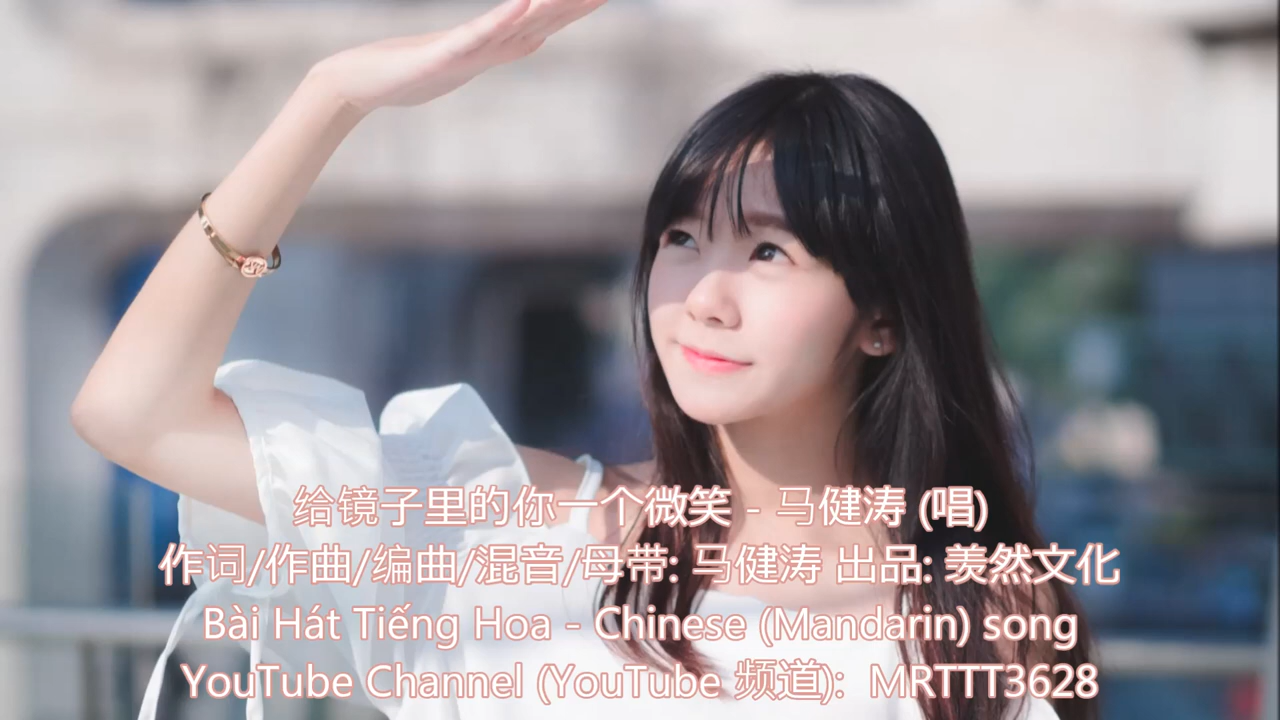 给镜子里的你一个微笑 - 马健涛 (唱)
作词/作曲/编曲/混音/母带: 马健涛 出品: 羡然文化
Bài Hát Tiếng Hoa - Chinese (Mandarin) song
YouTube Channel (YouTube 频道): MRTTT3628